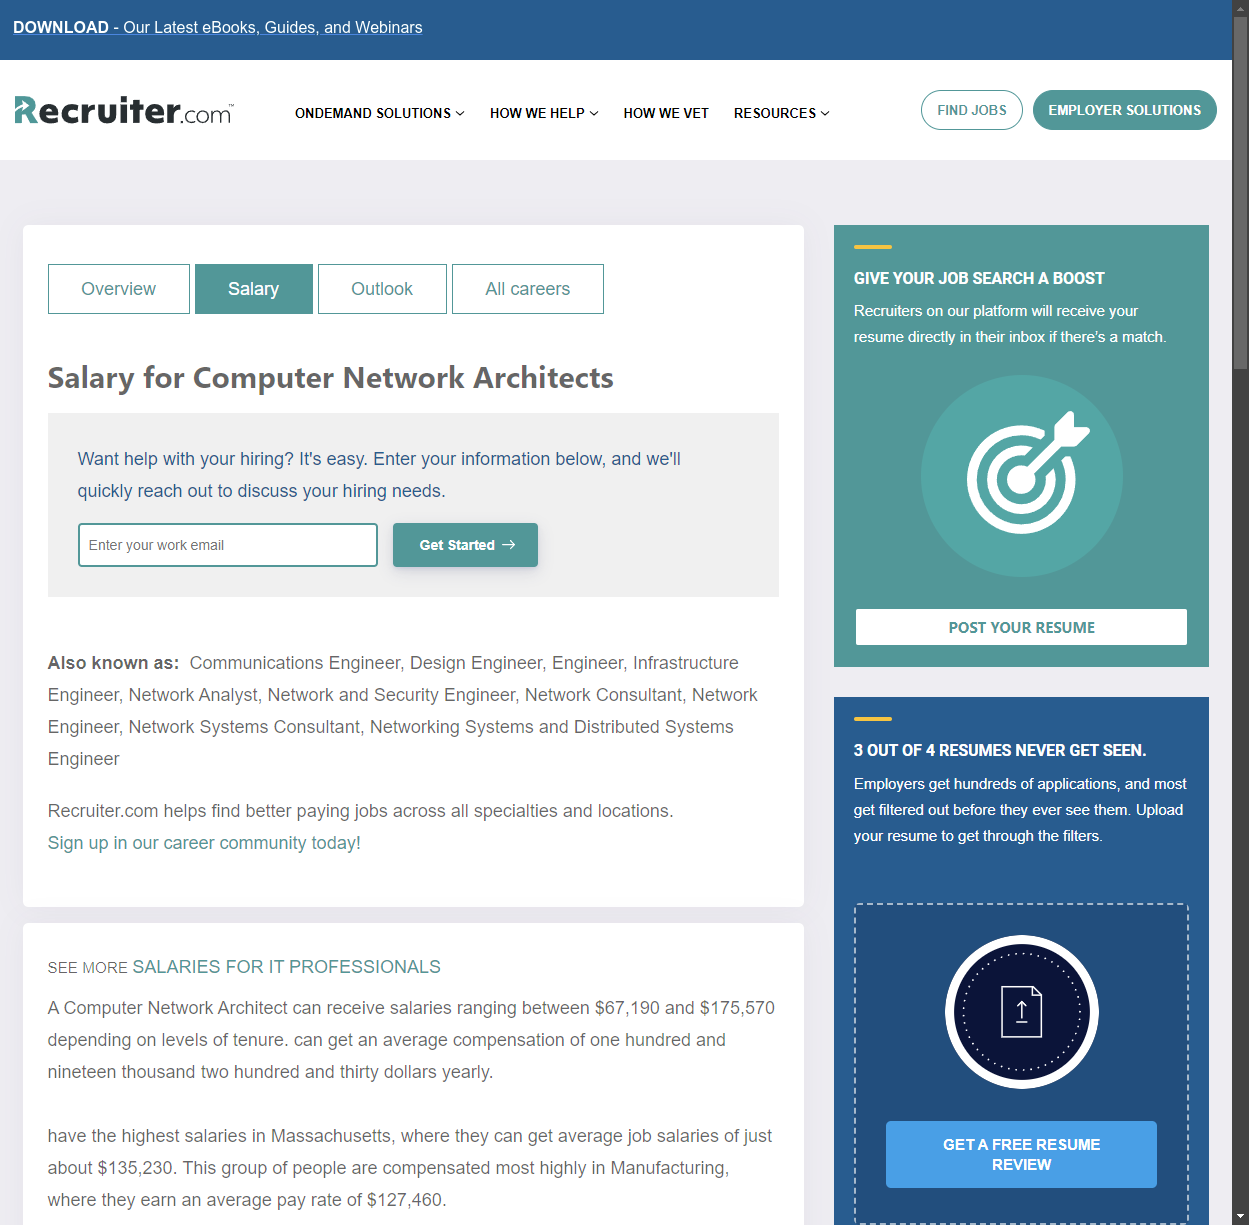 DOWNLOAD - Our Latest eBooks, Guides, and Webinars
Recruiter.com™
ONDEMAND SOLUTIONS
HOW WE HELP
HOW WE VET
RESOURCES
FIND JOBS
EMPLOYER SOLUTIONS
Overview
Salary
Outlook
All careers
Salary for Computer Network Architects
Want help with your hiring? It's easy. Enter your information below, and we'll
quickly reach out to discuss your hiring needs.
Enter your work email
Get Started →
Also known as: Communications Engineer, Design Engineer, Engineer, Infrastructure
Engineer, Network Analyst, Network and Security Engineer, Network Consultant, Network
Engineer, Network Systems Consultant, Networking Systems and Distributed Systems
Engineer
Recruiter.com helps find better paying jobs across all specialties and locations.
Sign up in our career community today!
SEE MORE SALARIES FOR IT PROFESSIONALS
A Computer Network Architect can receive salaries ranging between $67,190 and $175,570
depending on levels of tenure. can get an average compensation of one hundred and
nineteen thousand two hundred and thirty dollars yearly.
have the highest salaries in Massachusetts, where they can get average job salaries of just
about $135,230. This group of people are compensated most highly in Manufacturing,
where they earn an average pay rate of $127,460.
GIVE YOUR JOB SEARCH A BOOST
Recruiters on our platform will receive your
resume directly in their inbox if there's a match.
POST YOUR RESUME
3 OUT OF 4 RESUMES NEVER GET SEEN.
Employers get hundreds of applications, and most
get filtered out before they ever see them. Upload
your resume to get through the filters.
GET A FREE RESUME
REVIEW